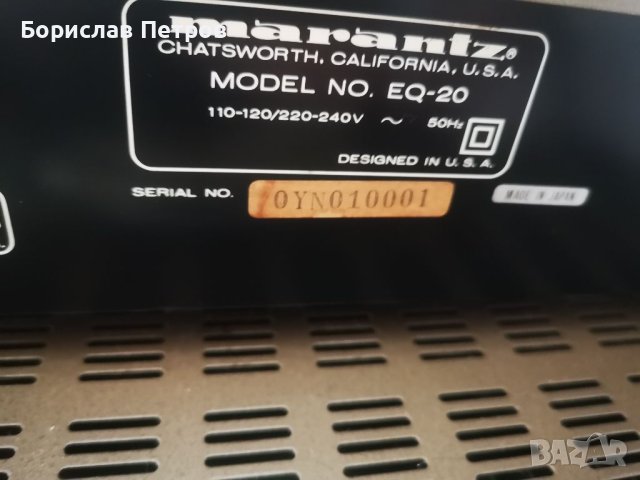 Борислав Петров
marantz®
CHATSWORTH, CALIFORNIA, U.S.A.
MODEL NO. EQ-20
110-120/220-240V ~ 50Hz
DESIGNED IN U.S.A.
SERIAL NO. 0YN010001 MADE IN JAPAN
BAZAR